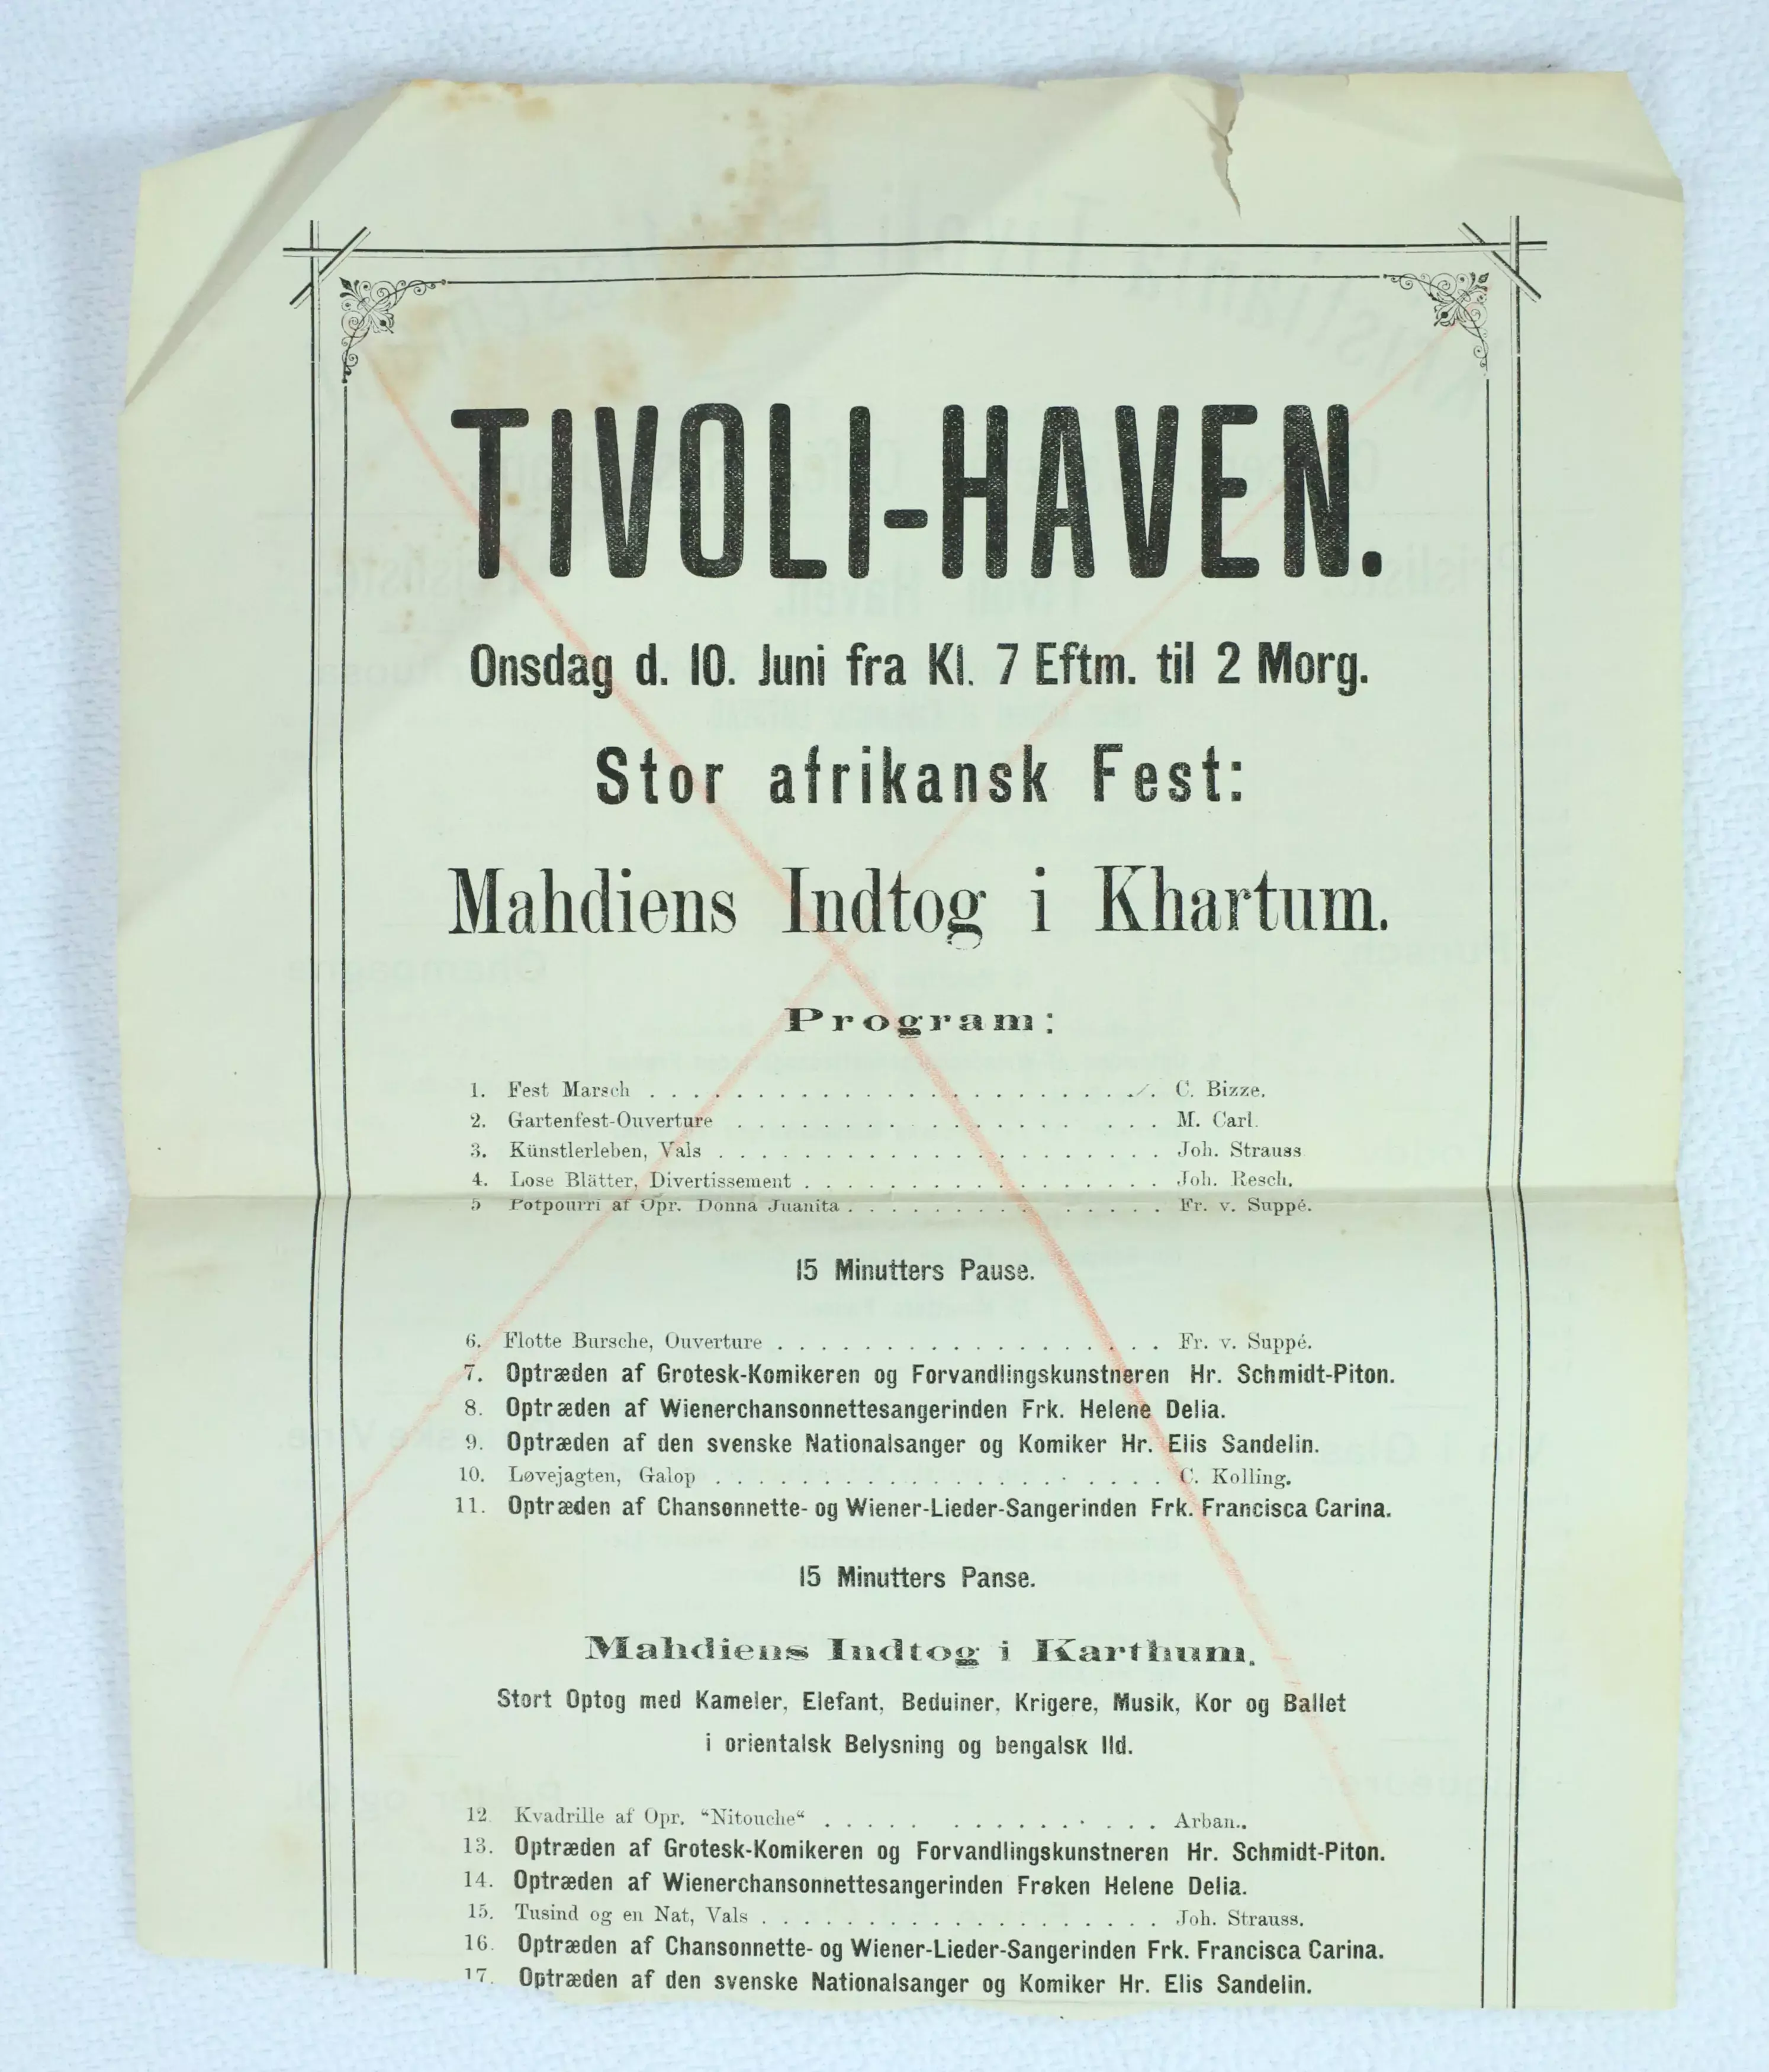 TIVOLI-HAVEN.
Onsdag d. 10. Juni fra Kl. 7 Eftm. til 2 Morg.
Stor afrikansk Fest:
Mahdiens Indtog i Khartum.
Program:
1. Fest Marsch . . . . . . . . . . . . . . . . . . C. Bizze.
2. Gartenfest-Ouverture . . . . . . . . . . . . . . . M. Carl.
3. Künstlerleben, Vals . . . . . . . . . . . . . . . . Joh. Strauss
4. Lose Blätter, Divertissement . . . . . . . . . . . . . Joh. Resch.
5 Potpourri af Opr. Donna Juanita . . . . . . . . . . . Fr. v. Suppé.
15 Minutters Pause.
6. Flotte Bursche, Ouverture . . . . . . . . . . . . . . Fr. v. Suppé.
7. Optræden af Grotesk-Komikeren og Forvandlingskunstneren Hr. Schmidt-Piton.
8. Optræden af Wienerchansonnettesangerinden Frk. Helene Delia.
9. Optræden af den svenske Nationalsanger og Komiker Hr. Elis Sandelin.
10. Løvejagten, Galop . . . . . . . . . . . . . . . . C. Kolling.
11. Optræden af Chansonnette- og Wiener-Lieder-Sangerinden Frk. Francisca Carina.
15 Minutters Panse.
Mahdiens Indtog i Karthum.
Stort Optog med Kameler, Elefant, Beduiner, Krigere, Musik, Kor og Ballet
i orientalsk Belysning og bengalsk Ild.
12. Kvadrille af Opr. "Nitouche“ . . . . . . . . . . . . Arban..
13. Optræden af Grotesk-Komikeren og Forvandlingskunstneren Hr. Schmidt-Piton.
14. Optræden af Wienerchansonnettesangerinden Frøken Helene Delia.
15. Tusind og en Nat, Vals . . . . . . . . . . . . . . Joh. Strauss.
16. Optræden af Chansonnette- og Wiener-Lieder-Sangerinden Frk. Francisca Carina.
17. Optræden af den svenske Nationalsanger og Komiker Hr. Elis Sandelin.